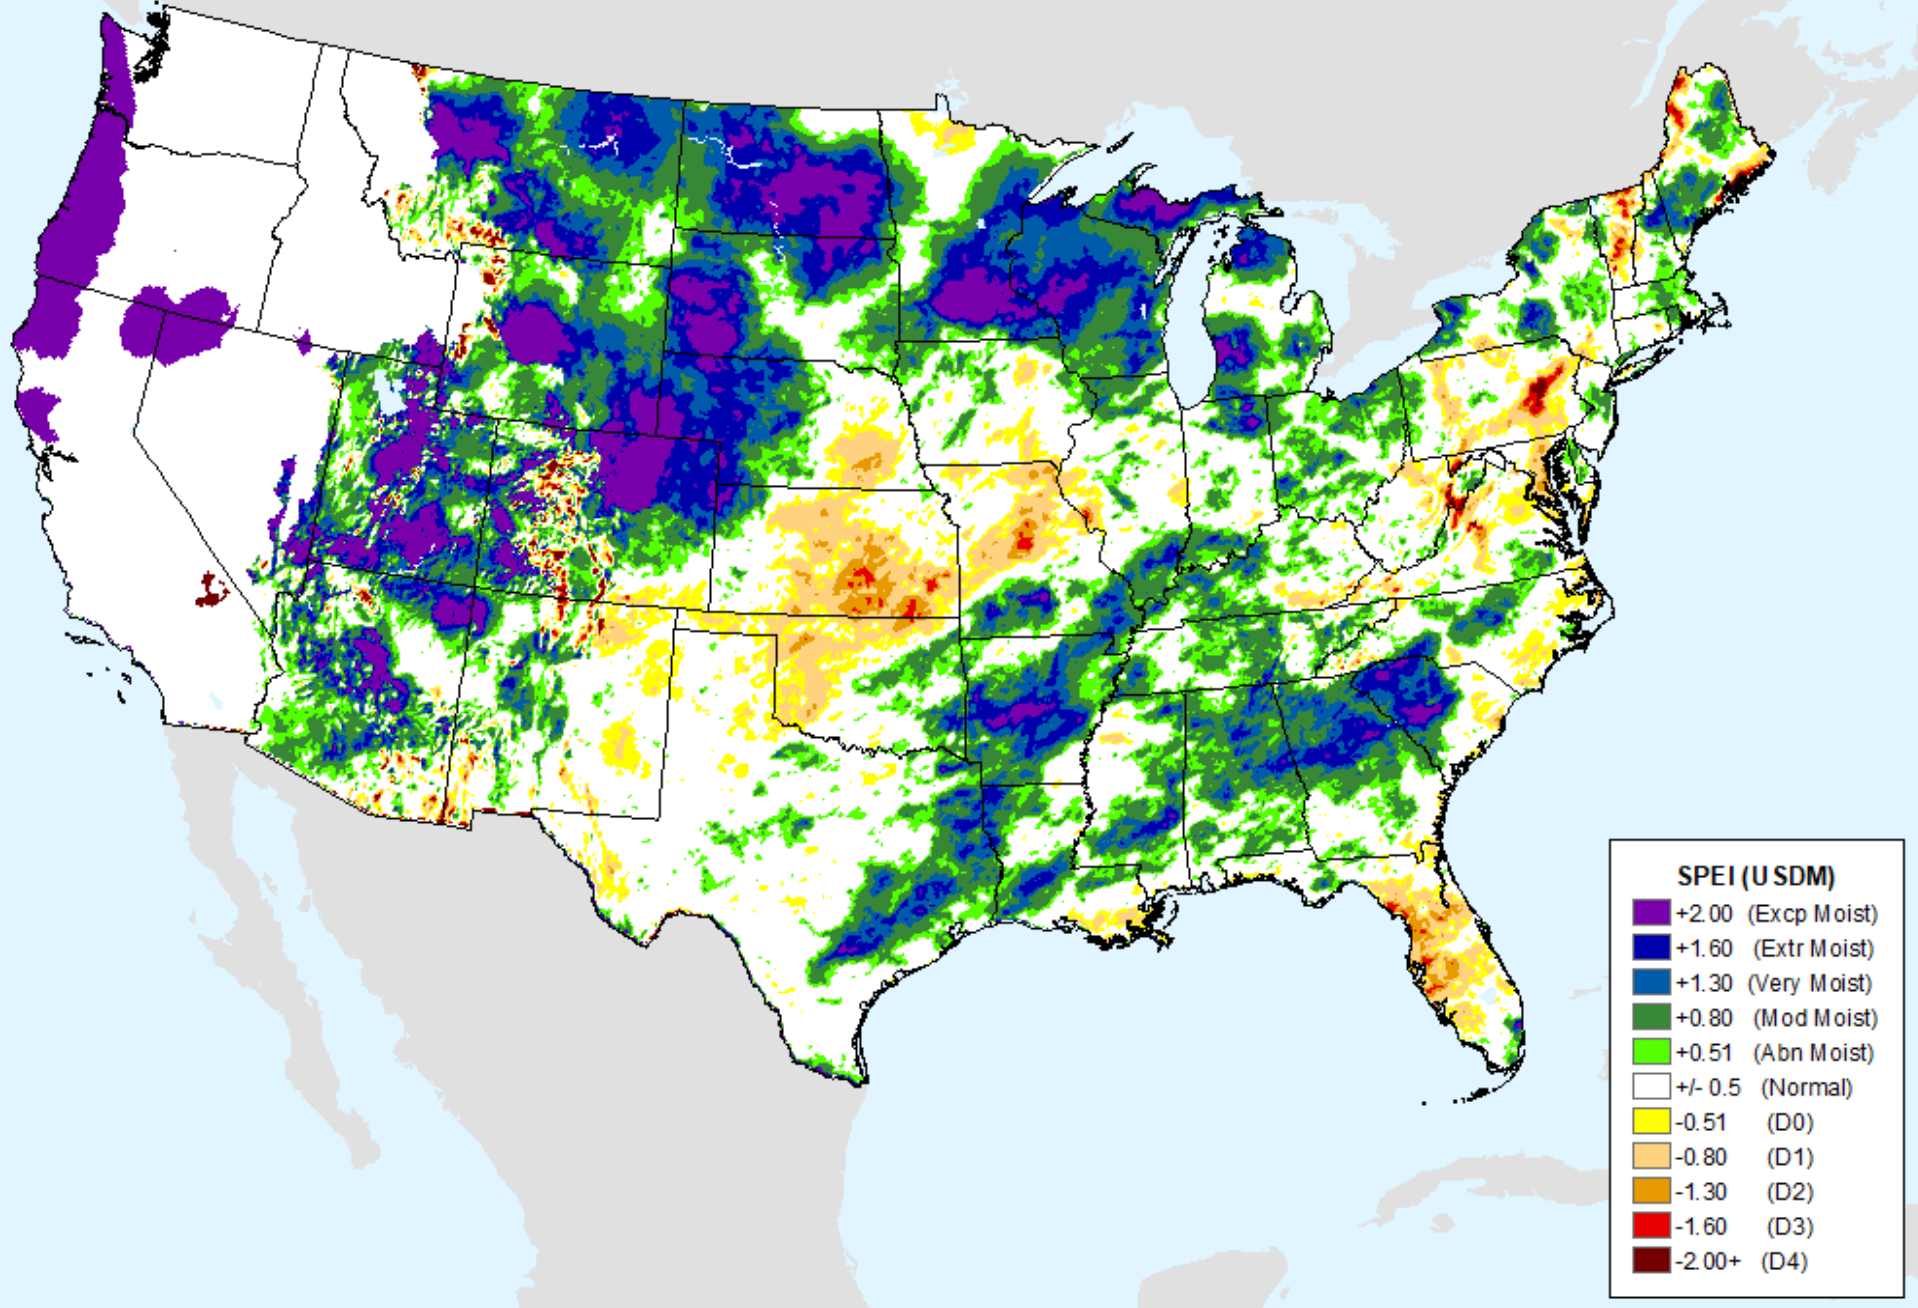 SPEI (USDM)
+2.00 (Excp Moist)
+1.60 (Extr Moist)
+1.30 (Very Moist)
+0.80 (Mod Moist)
+0.51 (Abn Moist)
+/- 0.5 (Normal)
-0.51 (D0)
-0.80 (D1)
-1.30 (D2)
-1.60 (D3)
-2.00+ (D4)